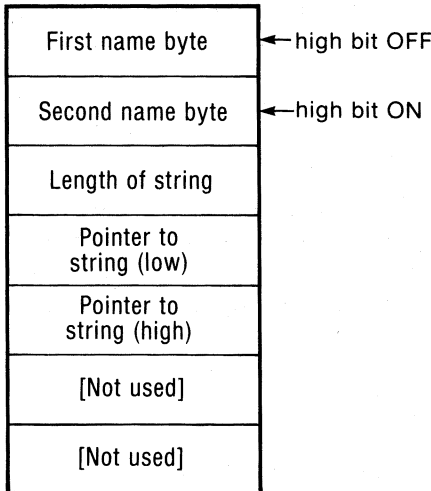 First name byte
high bit OFF
Second name byte
high bit ON
Length of string
Pointer to
string (low)
Pointer to
string (high)
[Not used]
[Not used]